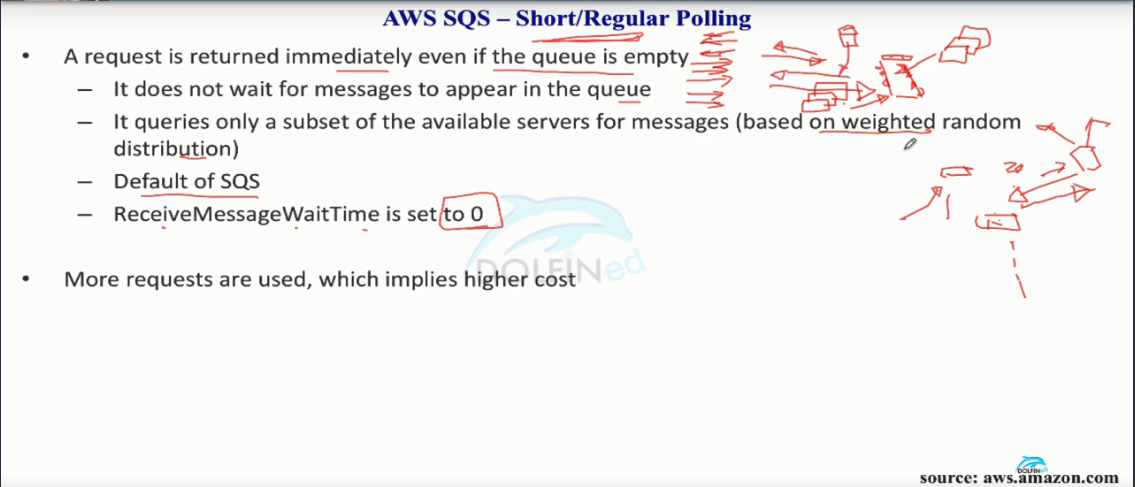 AWS SQS – Short/Regular Polling
• A request is returned immediately even if the queue is empty
– It does not wait for messages to appear in the queue
– It queries only a subset of the available servers for messages (based on weighted random
distribution)
– Default of SQS
20
– ReceiveMessageWaitTime is set to 0
DOLFINed
• More requests are used, which implies higher cost
DOLFINed
source: aws.amazon.com